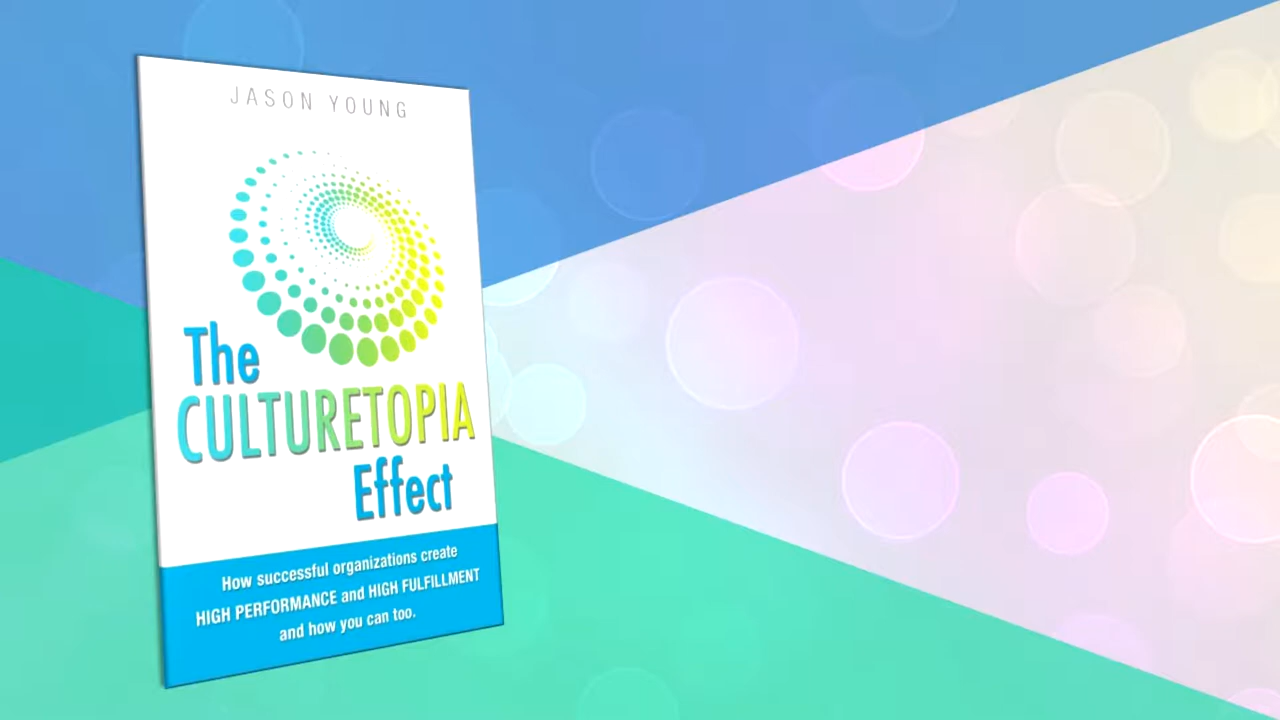 JASON YOUNG
The
CULTURETOPIA
Effect
How successful organizations create
HIGH PERFORMANCE and HIGH FULFILLMENT
and how you can too.